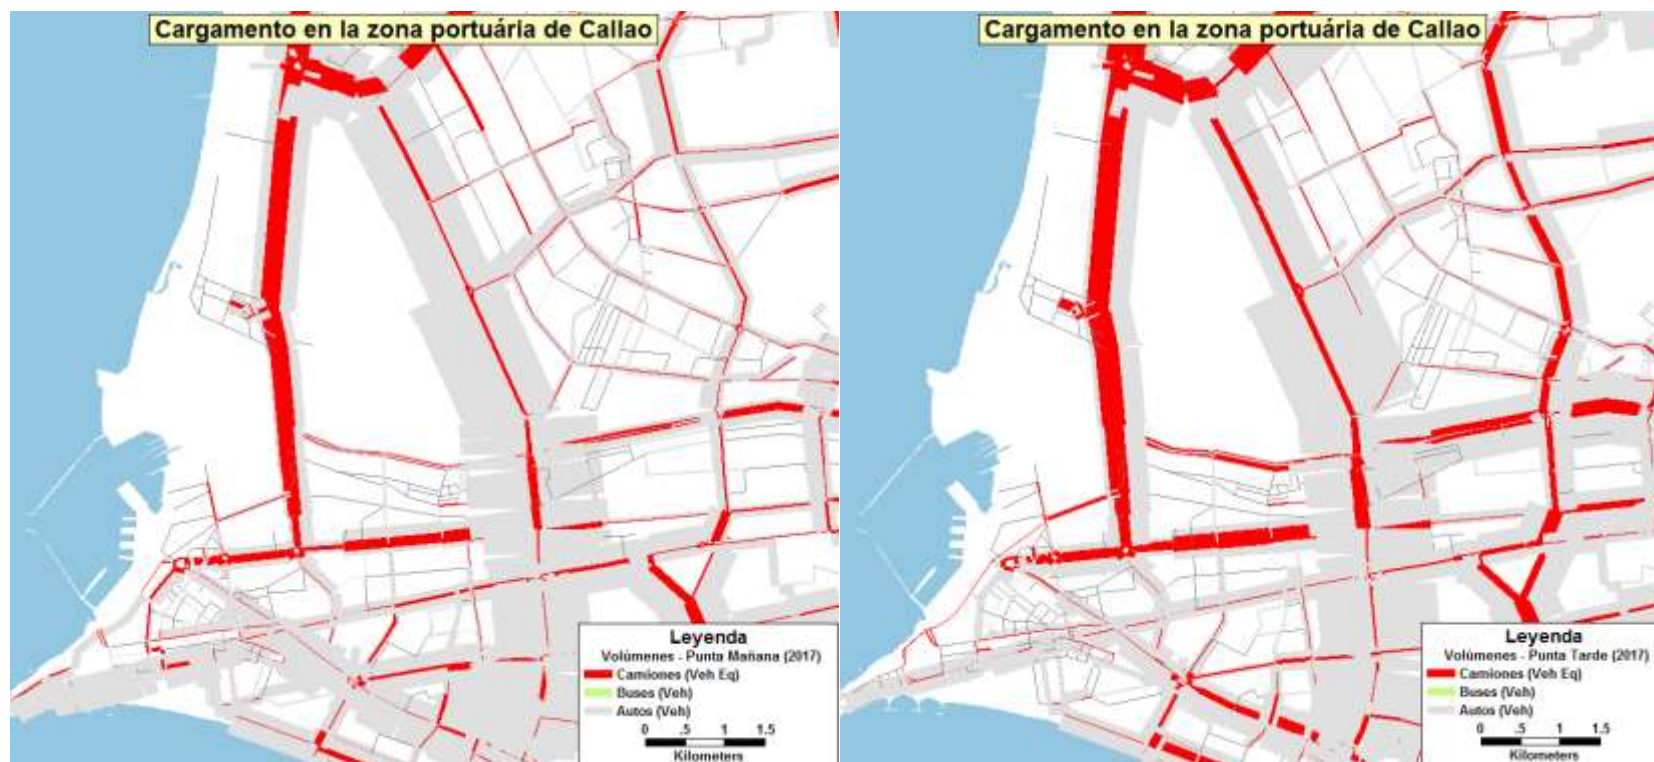 Cargamento en la zona portuária de Callao
Leyenda
Volúmenes - Punta Mañana (2017)
Camiones (Veh Eq)
Buses (Veh)
Autos (Veh)
0 .5 1 1.5
Kilometers
Cargamento en la zona portuária de Callao
Leyenda
Volúmenes - Punta Tarde (2017)
Camiones (Veh Eq)
Buses (Veh)
Autos (Veh)
0 .5 1 1.5
Kilometers